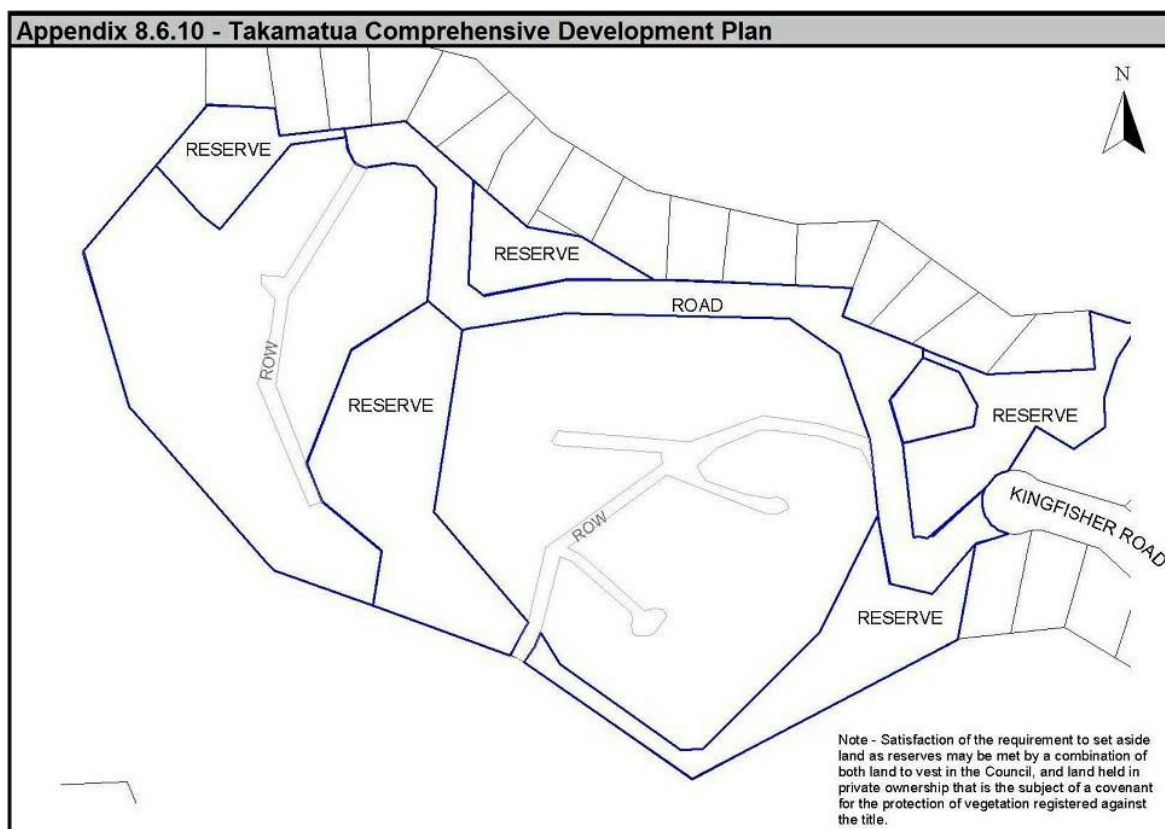 Appendix 8.6.10 - Takamatua Comprehensive Development Plan
N
RESERVE
RESERVE
ROAD
ROW
RESERVE
RESERVE
KINGFISHER ROAD
ROW
RESERVE
Note - Satisfaction of the requirement to set aside
land as reserves may be met by a combination of
both land to vest in the Council, and land held in
private ownership that is the subject of a covenant
for the protection of vegetation registered against
the title.